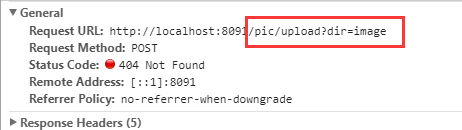 General
Request URL: http://localhost:8091/pic/upload?dir=image
Request Method: POST
Status Code: 404 Not Found
Remote Address: [::1]:8091
Referrer Policy: no-referrer-when-downgrade
Response Headers (5)